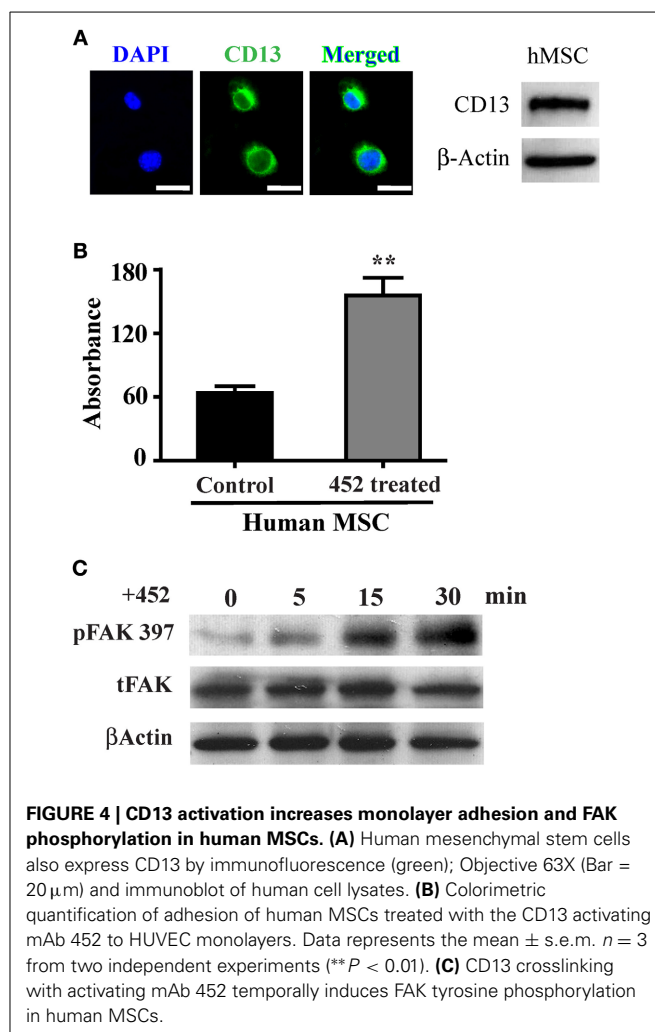 A
DAPI CD13 Merged
hMSC
CD13
β-Actin
B
180
**
120
60
0
Absorbance
Control 452 treated
Human MSC
C
+452 0 5 15 30 min
pFAK 397
tFAK
βActin
FIGURE 4 | CD13 activation increases monolayer adhesion and FAK
phosphorylation in human MSCs. (A) Human mesenchymal stem cells
also express CD13 by immunofluorescence (green); Objective 63X (Bar =
20 μm) and immunoblot of human cell lysates. (B) Colorimetric
quantification of adhesion of human MSCs treated with the CD13 activating
mAb 452 to HUVEC monolayers. Data represents the mean ± s.e.m. n = 3
from two independent experiments (**P < 0.01). (C) CD13 crosslinking
with activating mAb 452 temporally induces FAK tyrosine phosphorylation
in human MSCs.